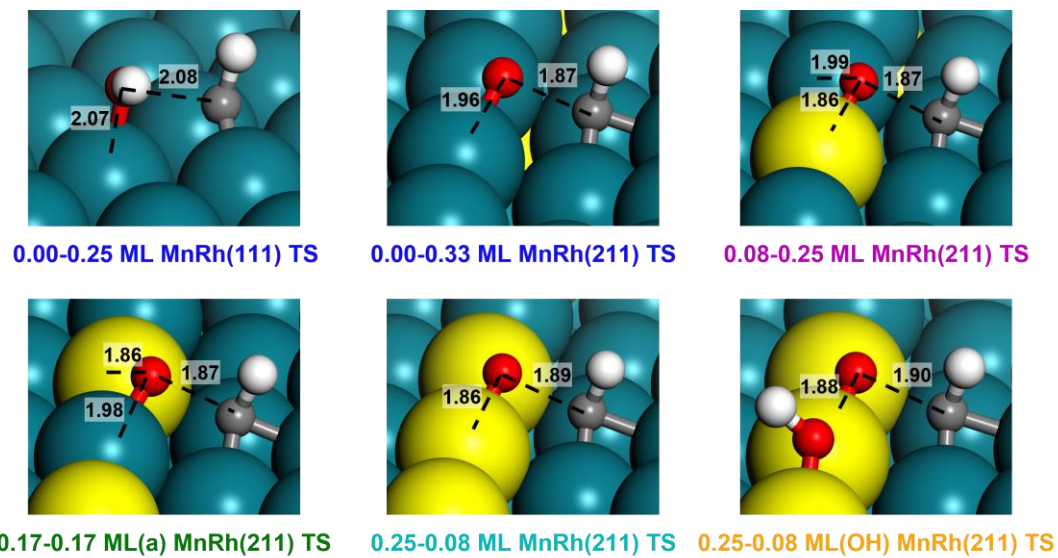 2.08
2.07
1.87
1.96
1.99
1.87
1.86
0.00-0.25 ML MnRh(111) TS
0.00-0.33 ML MnRh(211) TS
0.08-0.25 ML MnRh(211) TS
1.86
1.87
1.98
1.89
1.86
1.90
1.88
0.17-0.17 ML(a) MnRh(211) TS
0.25-0.08 ML MnRh(211) TS
0.25-0.08 ML(OH) MnRh(211) TS